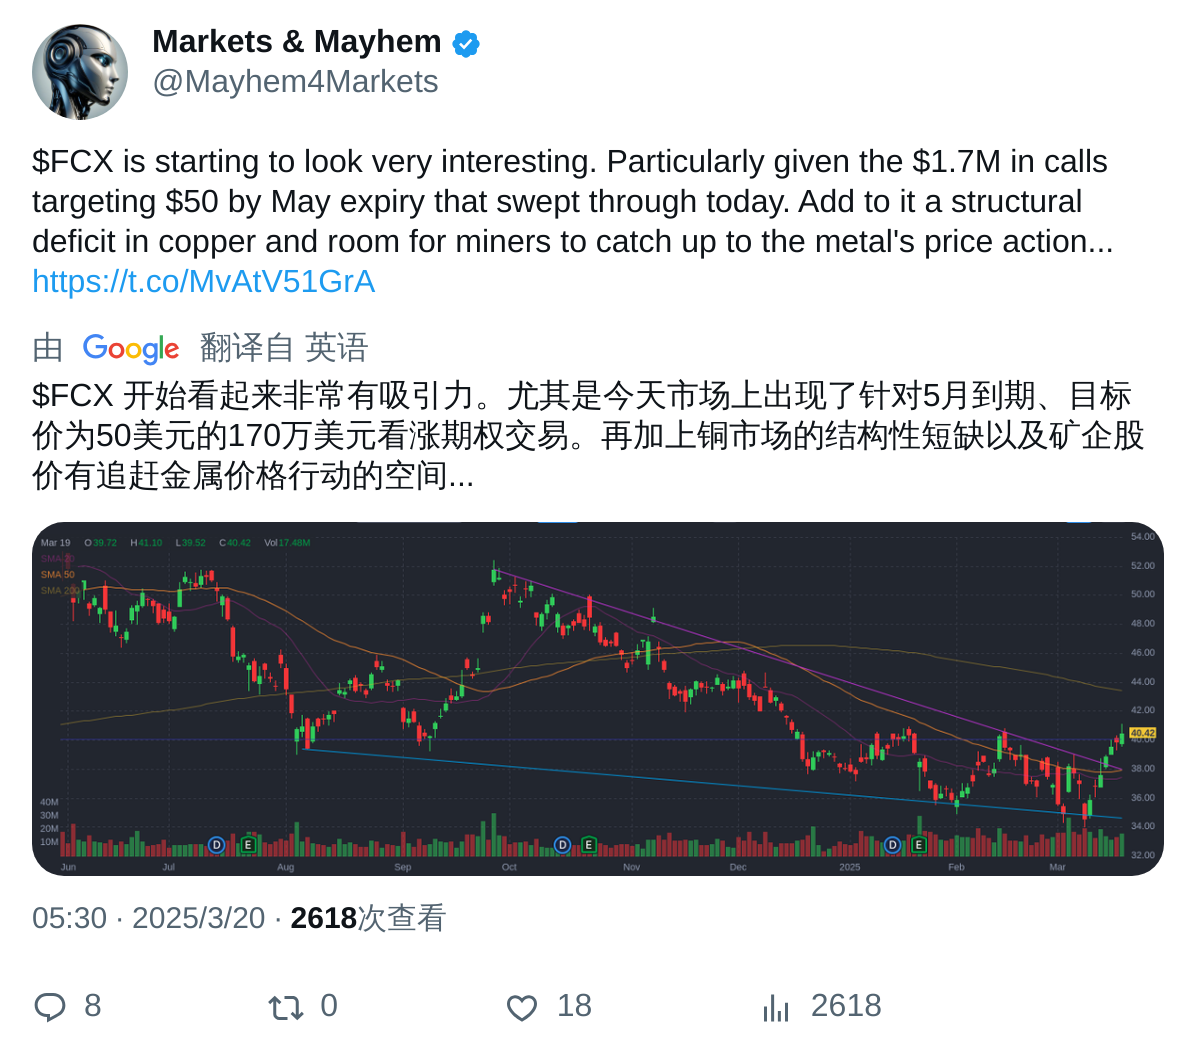 Markets & Mayhem
@Mayhem4Markets
$FCX is starting to look very interesting. Particularly given the $1.7M in calls
targeting $50 by May expiry that swept through today. Add to it a structural
deficit in copper and room for miners to catch up to the metal's price action...
https://t.co/MvAtV51GrA
由 Google 翻译自 英语
$FCX 开始看起来非常有吸引力。尤其是今天市场上出现了针对5月到期、目标
价为50美元的170万美元看涨期权交易。再加上铜市场的结构性短缺以及矿企股
价有追赶金属价格行动的空间...
Mar 19 O39.72 H41.10 L39.52 C40.42 Vol17.48M
SMA 20
SMA 50
SMA 200
54.00
52.00
50.00
48.00
46.00
44.00
42.00
40.42
40.00
38.00
36.00
34.00
32.00
40M
30M
20M
10M
D E D E D E
Jun Jul Aug Sep Oct Nov Dec 2025 Feb Mar
05:30 · 2025/3/20 · 2618次查看
8 0 18 2618